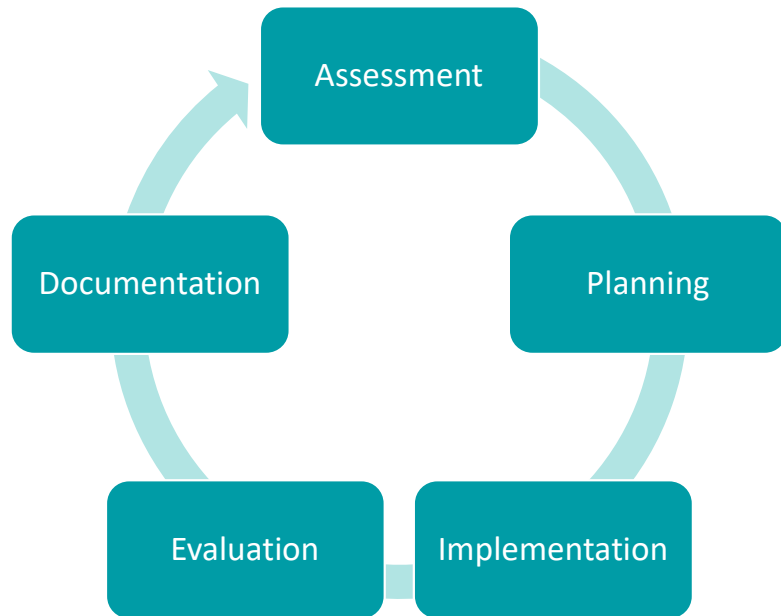 Assessment
Planning
Implementation
Evaluation
Documentation